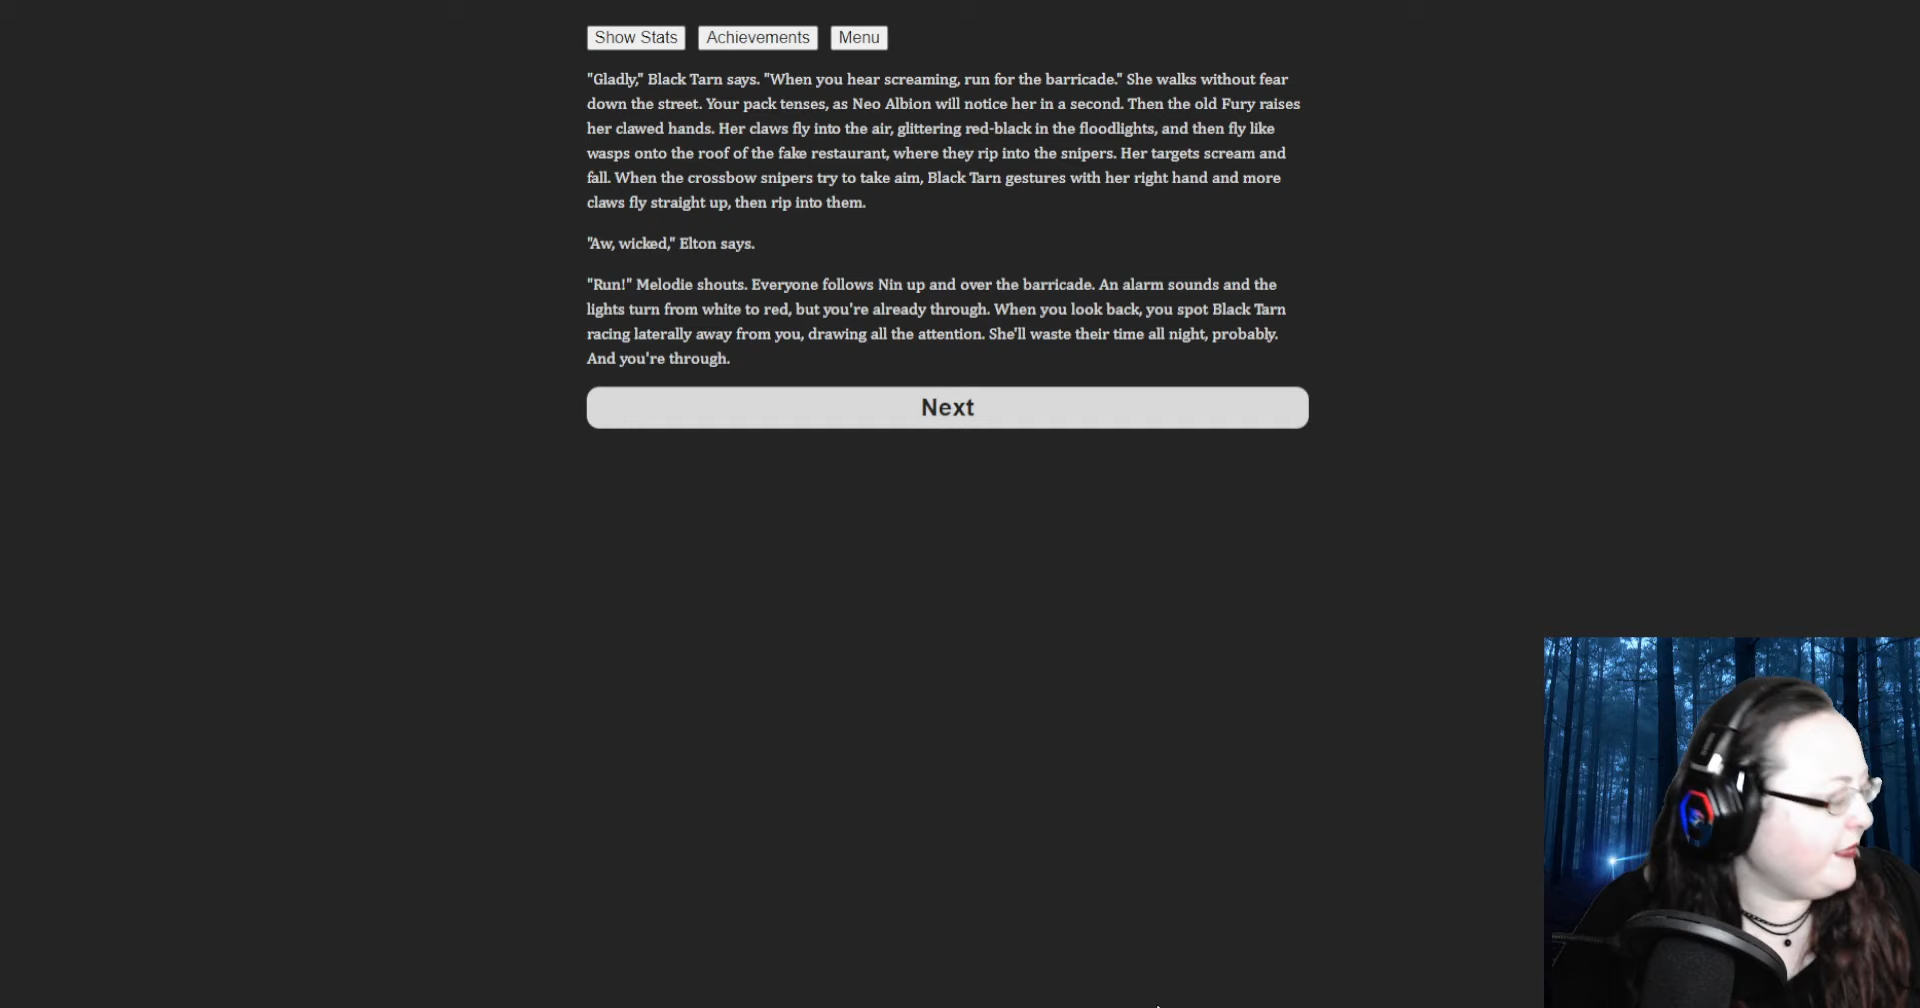 Show Stats
Achievements
Menu
"Gladly," Black Tarn says. "When you hear screaming, run for the barricade." She walks without fear
down the street. Your pack tenses, as Neo Albion will notice her in a second. Then the old Fury raises
her clawed hands. Her claws fly into the air, glittering red-black in the floodlights, and then fly like
wasps onto the roof of the fake restaurant, where they rip into the snipers. Her targets scream and
fall. When the crossbow snipers try to take aim, Black Tarn gestures with her right hand and more
claws fly straight up, then rip into them.
"Aw, wicked," Elton says.
"Run!" Melodie shouts. Everyone follows Nin up and over the barricade. An alarm sounds and the
lights turn from white to red, but you're already through. When you look back, you spot Black Tarn
racing laterally away from you, drawing all the attention. She'll waste their time all night, probably.
And you're through.
Next